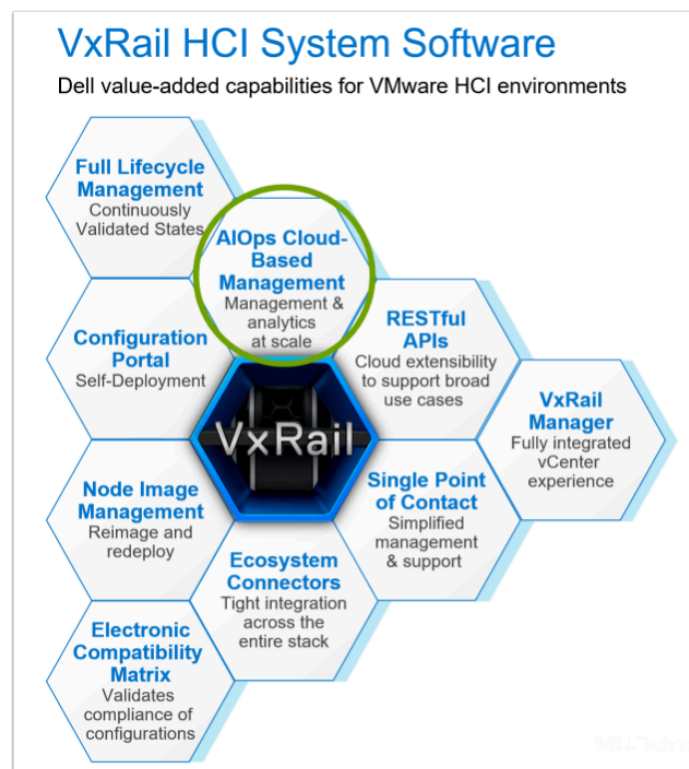 VxRail HCI System Software
Dell value-added capabilities for VMware HCI environments
Full Lifecycle
Management
Continuously
Validated States
AIOps Cloud-
Based
Management
Management &
analytics
at scale
Configuration
Portal
Self-Deployment
RESTful
APIs
Cloud extensibility
to support broad
use cases
VxRail
Manager
Fully integrated
vCenter
experience
VxRail
Node Image
Management
Reimage and
redeploy
Single Point
of Contact
Simplified
management
& support
Ecosystem
Connectors
Tight integration
across the
entire stack
Electronic
Compatibility
Matrix
Validates
compliance of
configurations